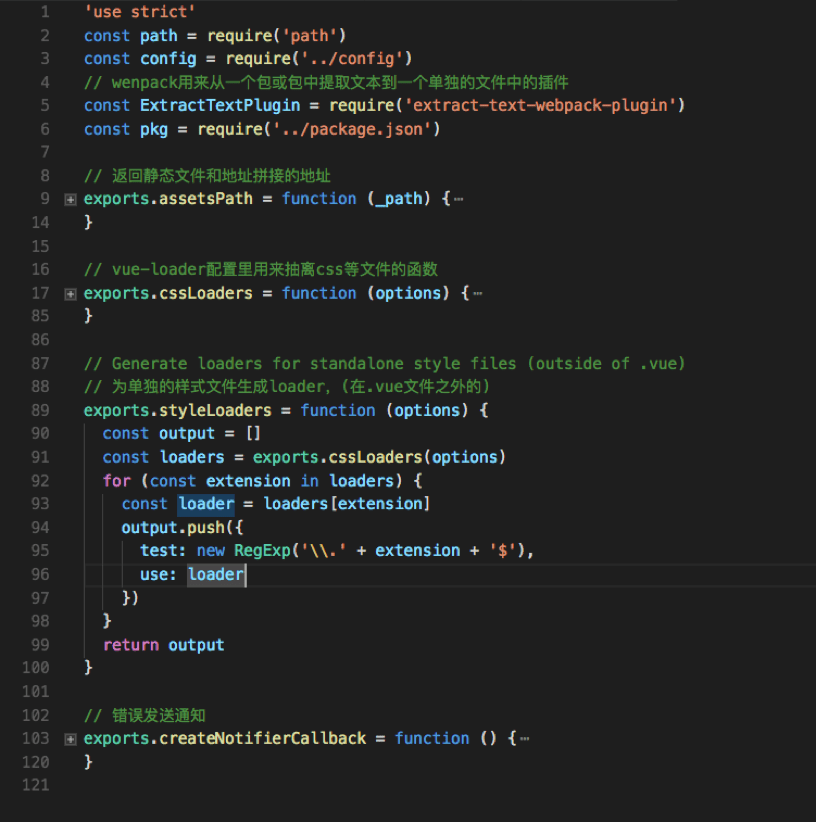 1 'use strict'
2 const path = require('path')
3 const config = require('../config')
4 // wenpack用来从一个包或包中提取文本到一个单独的文件中的插件
5 const ExtractTextPlugin = require('extract-text-webpack-plugin')
6 const pkg = require('../package.json')
7
8 // 返回静态文件和地址拼接的地址
9 exports.assetsPath = function (_path) {…
14 }
15
16 // vue-loader配置里用来抽离css等文件的函数
17 exports.cssLoaders = function (options) {…
85 }
86
87 // Generate loaders for standalone style files (outside of .vue)
88 // 为单独的样式文件生成loader,（在.vue文件之外的)
89 exports.styleLoaders = function (options) {
90 const output = []
91 const loaders = exports.cssLoaders(options)
92 for (const extension in loaders) {
93 const loader = loaders[extension]
94 output.push({
95 test: new RegExp('\\.' + extension + '$'),
96 use: loader
97 })
98 }
99 return output
100 }
101
102 // 错误发送通知
103 exports.createNotifierCallback = function () {…
120 }
121